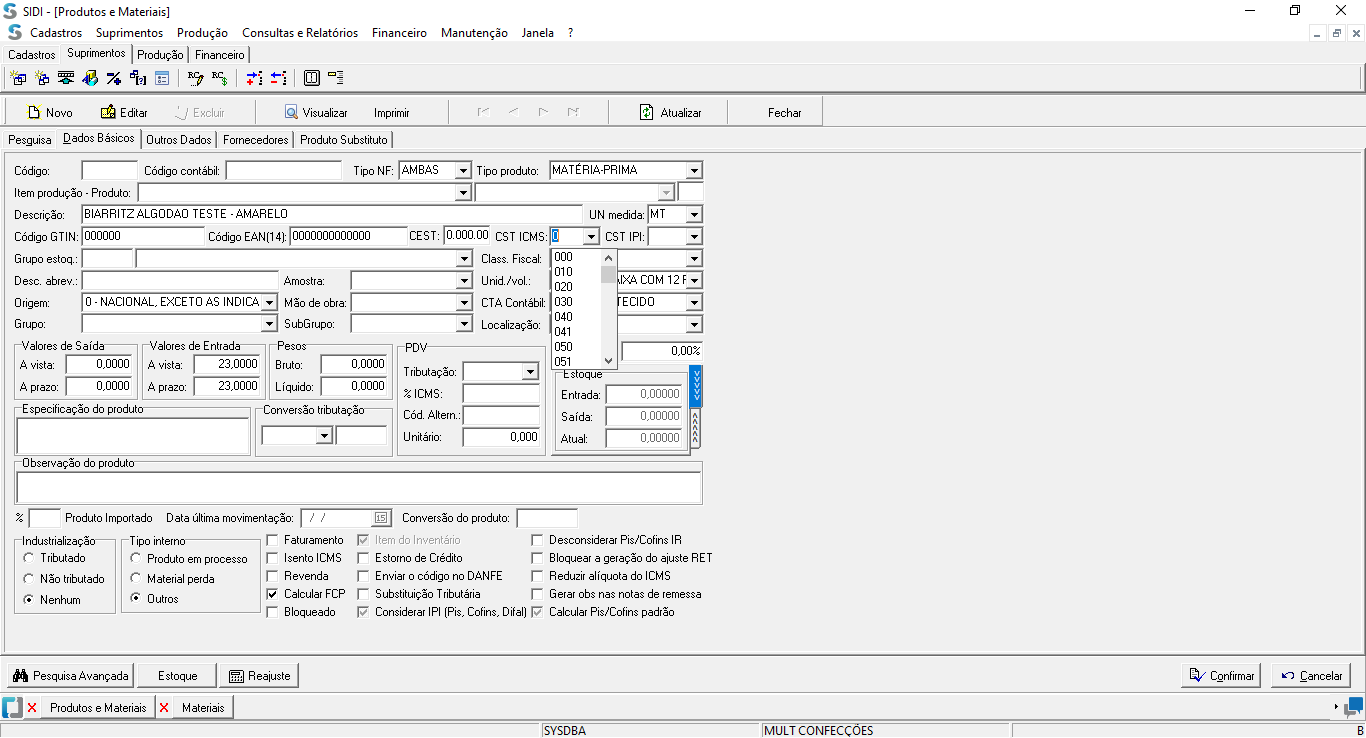 SIDI - [Produtos e Materiais]
Cadastros Suprimentos Produção Consultas e Relatórios Financeiro Manutenção Janela ?
Cadastros Suprimentos Produção Financeiro
Novo Editar Excluir Visualizar Imprimir Atualizar Fechar
Pesquisa Dados Básicos Outros Dados Fornecedores Produto Substituto
Código: Código contábil: Tipo NF: AMBAS Tipo produto: MATÉRIA-PRIMA
Item produção - Produto:
Descrição: BIARRITZ ALGODAO TESTE - AMARELO UN medida: MT
Código GTIN: 000000 Código EAN(14): 0000000000000 CEST: 0.000.00 CST ICMS: 0 CST IPI:
Grupo estoq.: Class. Fiscal:
000
010
020
030
040
041
050
051
Desc. abrev.: Amostra: Unid./vol.: AIXA COM 12 F
Origem: 0 - NACIONAL, EXCETO AS INDICA Mão de obra: CTA Contábil: TECIDO
Grupo: SubGrupo: Localização:
Valores de Saída Valores de Entrada Pesos PDV
A vista: 0,0000 A vista: 23,0000 Bruto: 0,0000 0,00%
A prazo: 0,0000 A prazo: 23,0000 Líquido: 0,0000
Tributação:
% ICMS:
Cód. Altern.:
Unitário: 0,000
Estoque
Entrada: 0,00000
Saída: 0,00000
Atual: 0,00000
Especificação do produto Conversão tributação
Observação do produto
% Produto Importado Data última movimentação: / / 15 Conversão do produto:
Industrialização
Tributado
Não tributado
Nenhum
Tipo interno
Produto em processo
Material perda
Outros
Faturamento Item do Inventário Desconsiderar Pis/Cofins IR
Isento ICMS Estorno de Crédito Bloquear a geração do ajuste RET
Revenda Enviar o código no DANFE Reduzir alíquota do ICMS
Calcular FCP Substituição Tributária Gerar obs nas notas de remessa
Bloqueado Considerar IPI (Pis, Cofins, Difal) Calcular Pis/Cofins padrão
Pesquisa Avançada Estoque Reajuste Confirmar Cancelar
Produtos e Materiais Materiais
SYSDBA MULT CONFECÇÕES B